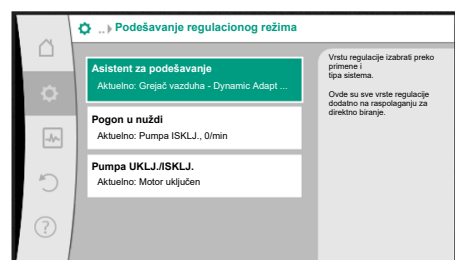 .. Podešavanje regulacionog režima
Asistent za podešavanje
Aktuelno: Grejač vazduha - Dynamic Adapt ...
Pogon u nuždi
Aktuelno: Pumpa ISKLJ., 0/min
Pumpa UKLJ./ISKLJ.
Aktuelno: Motor uključen
Vrstu regulacije izabrati preko
primene i
tipa sistema.
Ovde su sve vrste regulacije
dodatno na raspolaganju za
direktno biranje.
?